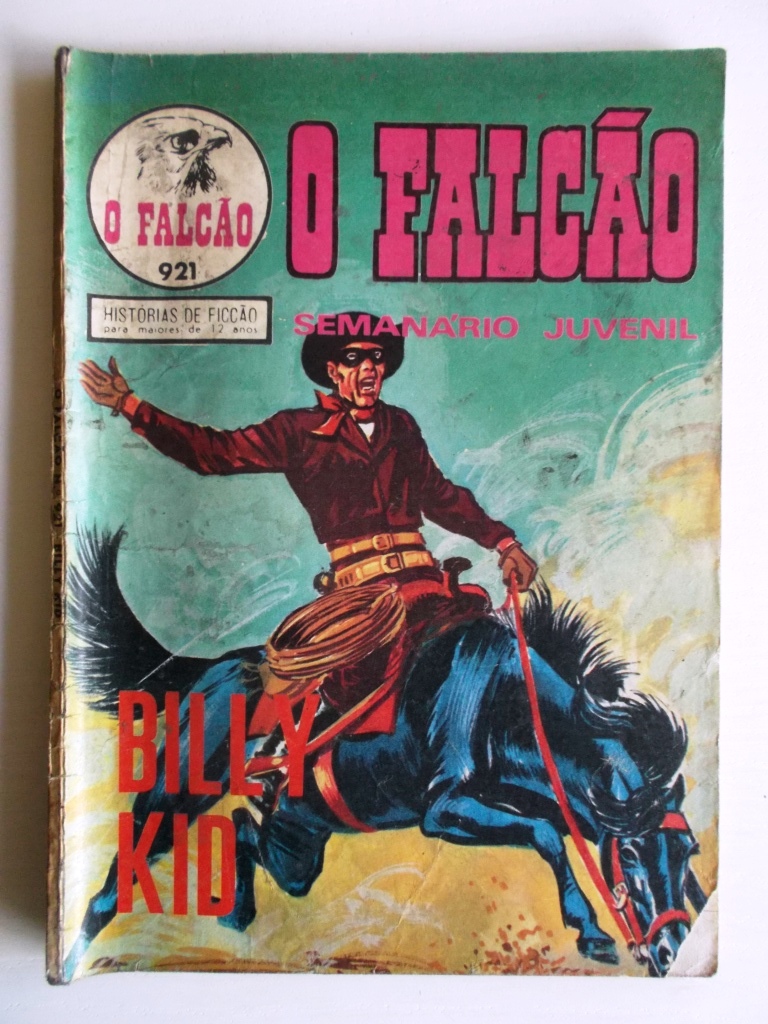 O FALCÃO
921
HISTÓRIAS DE FICÇÃO
para maiores de 12 anos
O FALCÃO
SEMANÁRIO JUVENIL
BILLY
KID